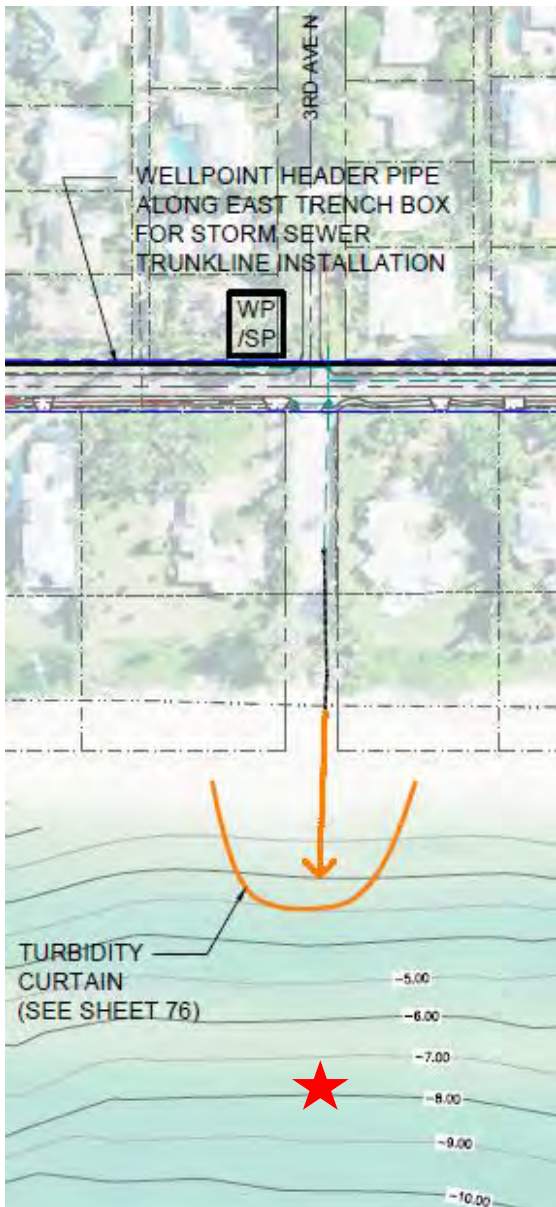 3RD AVE N
WELLPOINT HEADER PIPE
ALONG EAST TRENCH BOX
FOR STORM SEWER
TRUNKLINE INSTALLATION
WP
/SP
TURBIDITY
CURTAIN
(SEE SHEET 76)
-5.00
-6.00
-7.00
-8.00
-9.00
-10.00